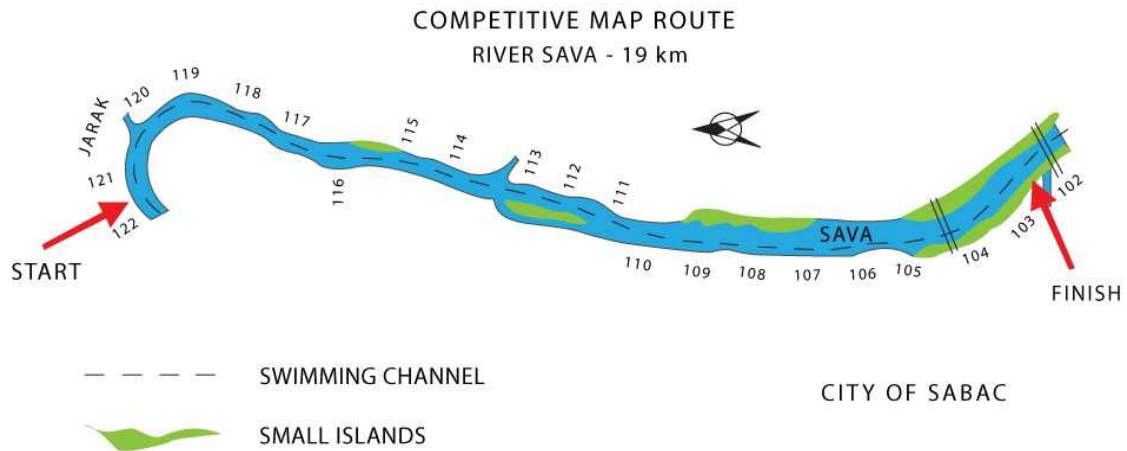 COMPETITIVE MAP ROUTE
RIVER SAVA - 19 km
JARAK
122
121
120
119
118
117
116
115
114
113
112
111
110
109
108
107
106
105
104
103
102
SAVA
START
FINISH
SWIMMING CHANNEL
SMALL ISLANDS
CITY OF SABAC